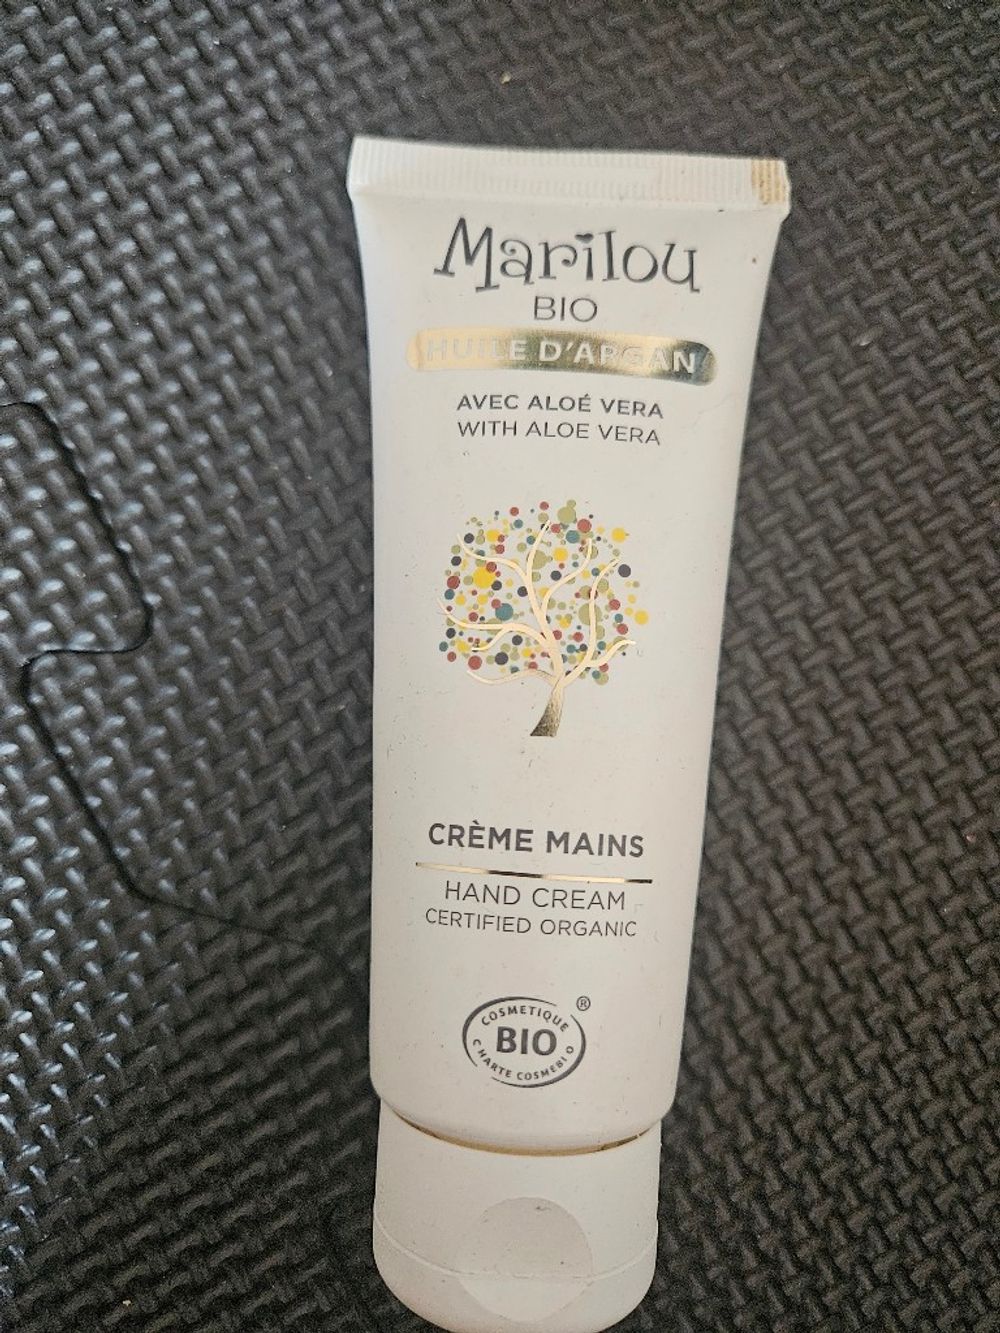 Marilou
BIO
HUILE D'ARGAN
AVEC ALOÉ VERA
WITH ALOE VERA
CRÈME MAINS
HAND CREAM
CERTIFIED ORGANIC
®
COSMETIQUE
BIO
CHARTE COSMEBIO